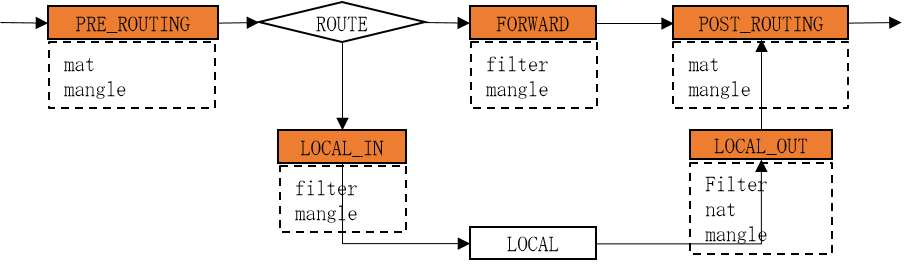 PRE_ROUTING
mat
mangle
ROUTE
FORWARD
filter
mangle
POST_ROUTING
mat
mangle
LOCAL_IN
filter
mangle
LOCAL
LOCAL_OUT
Filter
nat
mangle